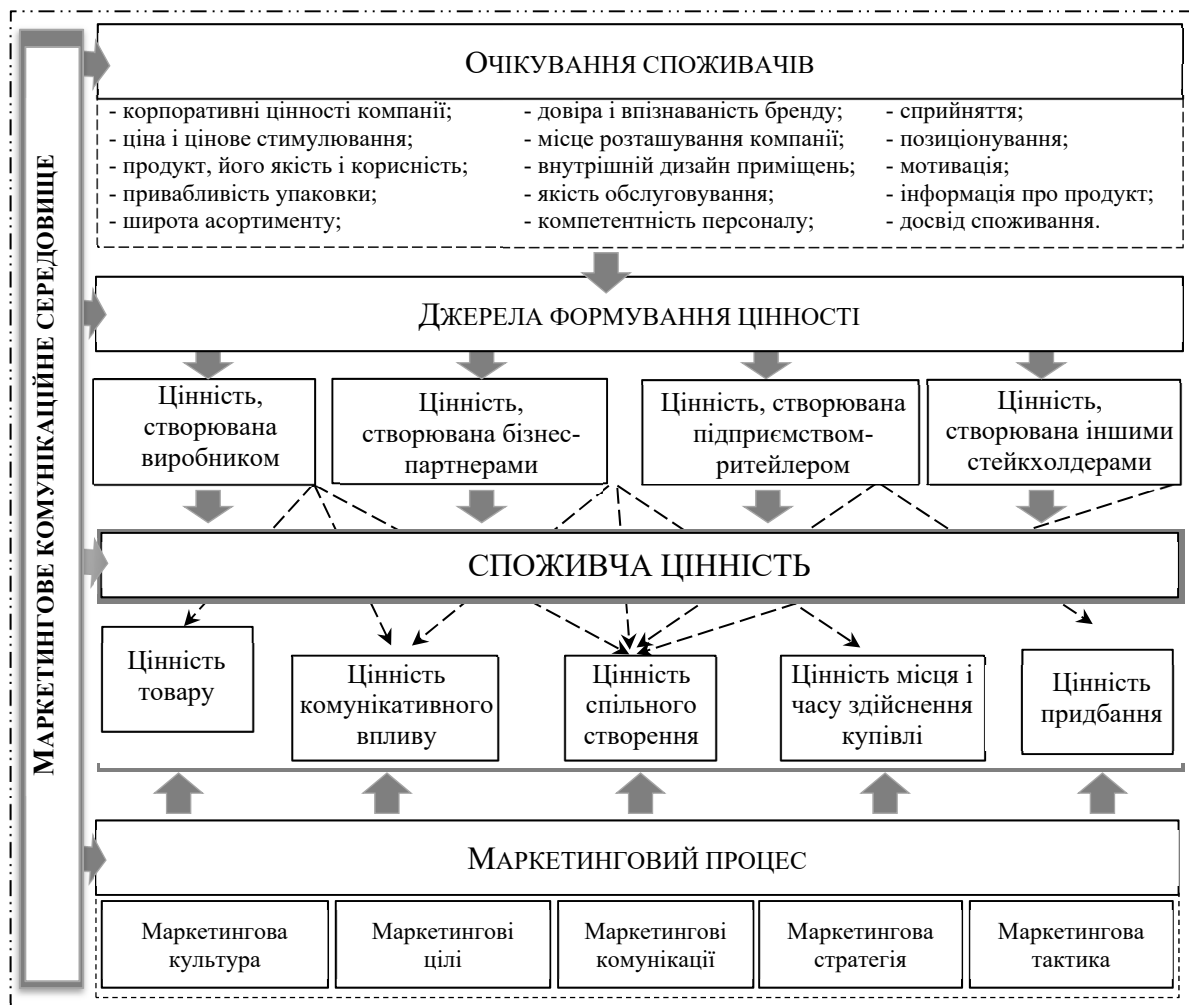 МАРКЕТИНГОВЕ КОМУНІКАЦІЙНЕ СЕРЕДОВИЩЕ
ОЧІКУВАННЯ СПОЖИВАЧІВ
- корпоративні цінності компанії;
- ціна і цінове стимулювання;
- продукт, його якість і корисність;
- привабливість упаковки;
- широта асортименту;
- довіра і впізнаваність бренду;
- місце розташування компанії;
- внутрішній дизайн приміщень;
- якість обслуговування;
- компетентність персоналу;
- сприйняття;
- позиціонування;
- мотивація;
- інформація про продукт;
- досвід споживання.
ДЖЕРЕЛА ФОРМУВАННЯ ЦІННОСТІ
Цінність,
створювана
виробником
Цінність,
створювана бізнес-
партнерами
Цінність, створювана
підприємством-
ритейлером
Цінність,
створювана іншими
стейкхолдерами
СПОЖИВЧА ЦІННІСТЬ
Цінність
товару
Цінність
комунікативного
впливу
Цінність
спільного
створення
Цінність місця і
часу здійснення
купівлі
Цінність
придбання
МАРКЕТИНГОВИЙ ПРОЦЕС
Маркетингова
культура
Маркетингові
цілі
Маркетингові
комунікації
Маркетингова
стратегія
Маркетингова
тактика